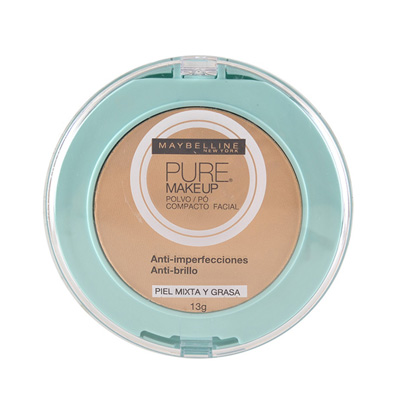 MAYBELLINE
NEW YORK
PURE®
MAKEUP
POLVO / PÓ
COMPACTO FACIAL
Anti-imperfecciones
Anti-brillo
PIEL MIXTA Y GRASA
13g